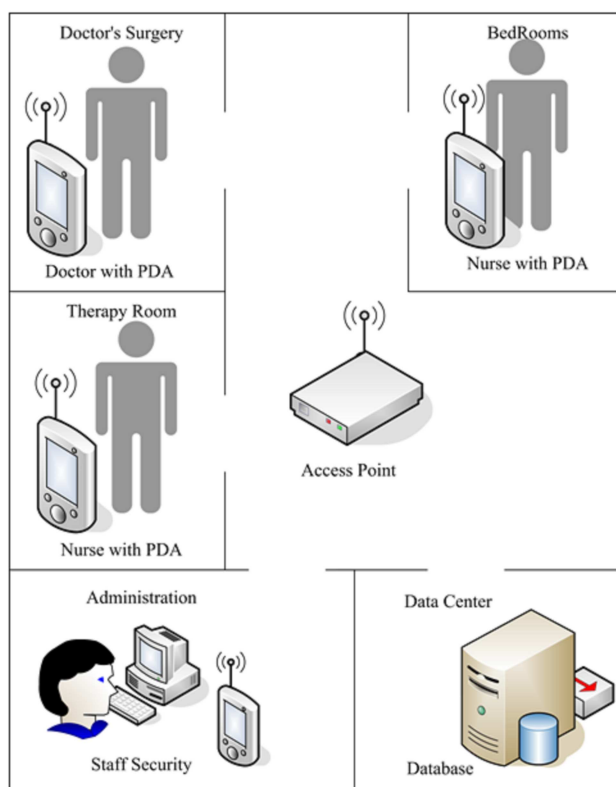 Doctor's Surgery
BedRooms
Doctor with PDA
Nurse with PDA
Therapy Room
Access Point
Nurse with PDA
Administration
Data Center
Staff Security
Database